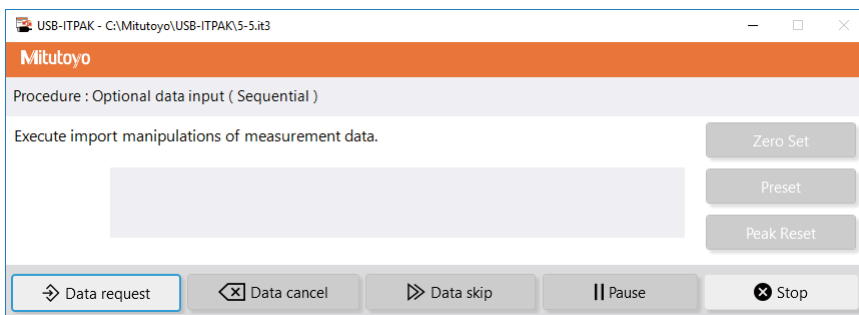 USB-ITPAK - C:\Mitutoyo\USB-ITPAK\5-5.it3
Mitutoyo
Procedure : Optional data input ( Sequential )
Execute import manipulations of measurement data.
Zero Set
Preset
Peak Reset
Data request
Data cancel
Data skip
Pause
Stop